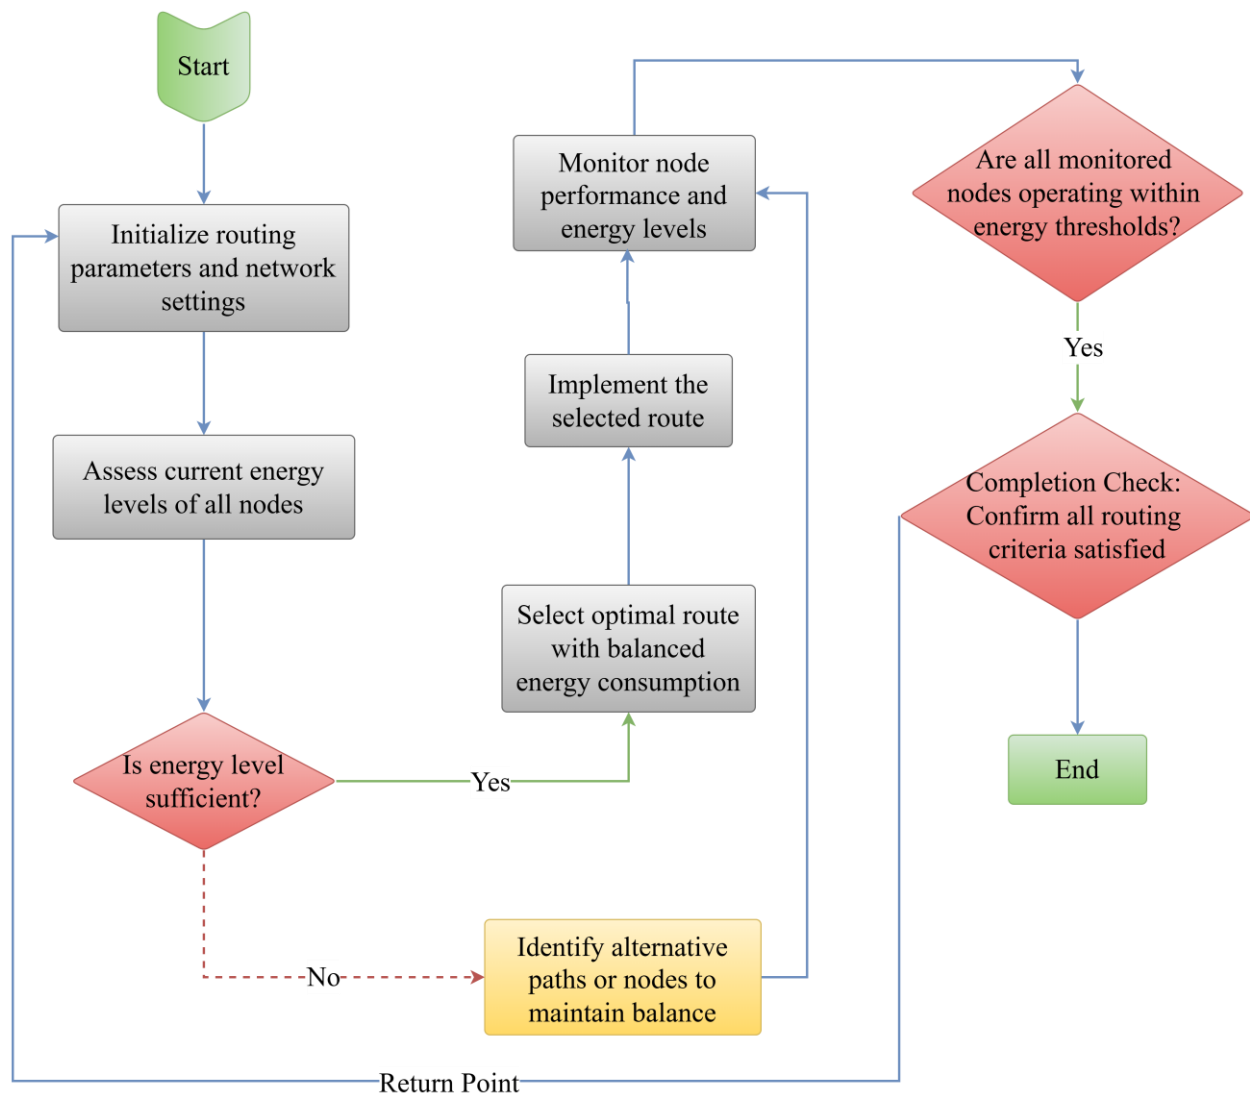 Start
Initialize routing
parameters and network
settings
Assess current energy
levels of all nodes
Is energy level
sufficient?
Yes
No
Identify alternative
paths or nodes to
maintain balance
Select optimal route
with balanced
energy consumption
Implement the
selected route
Monitor node
performance and
energy levels
Are all monitored
nodes operating within
energy thresholds?
Yes
Completion Check:
Confirm all routing
criteria satisfied
End
Return Point